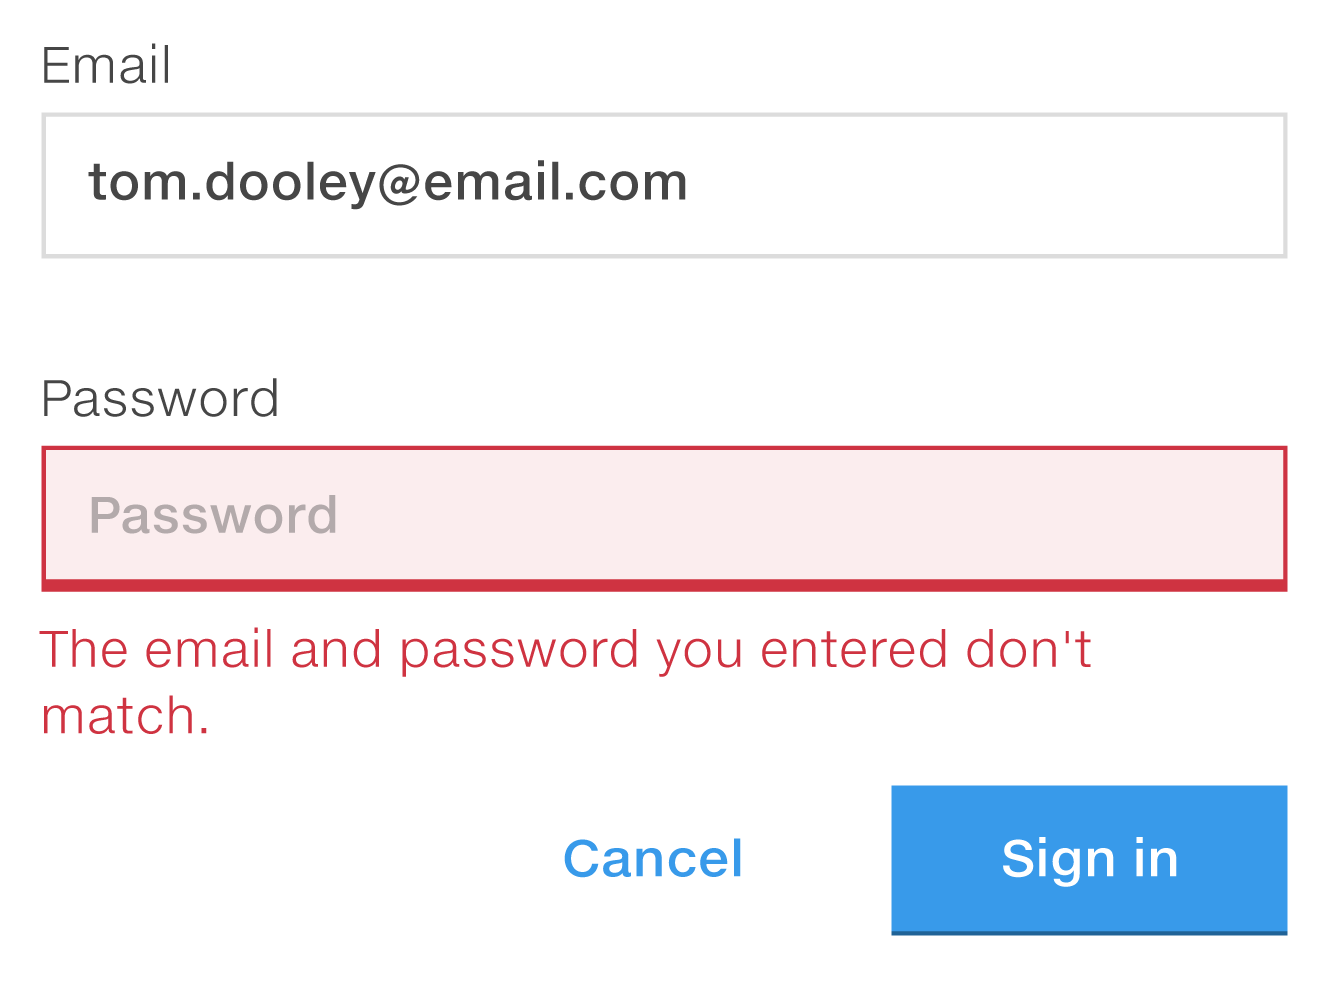 Email
tom.dooley@email.com
Password
Password
The email and password you entered don't
match.
Cancel
Sign in